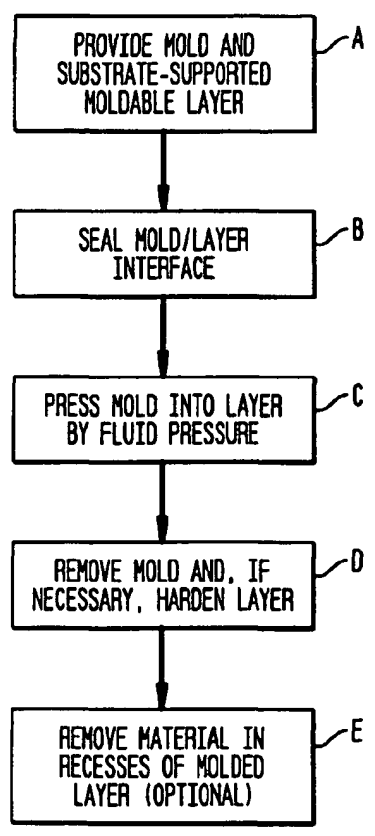 PROVIDE MOLD AND
SUBSTRATE-SUPPORTED
MOLDABLE LAYER
A
SEAL MOLD/LAYER
INTERFACE
B
PRESS MOLD INTO LAYER
BY FLUID PRESSURE
C
REMOVE MOLD AND, IF
NECESSARY, HARDEN LAYER
D
REMOVE MATERIAL IN
RECESSES OF MOLDED
LAYER (OPTIONAL)
E